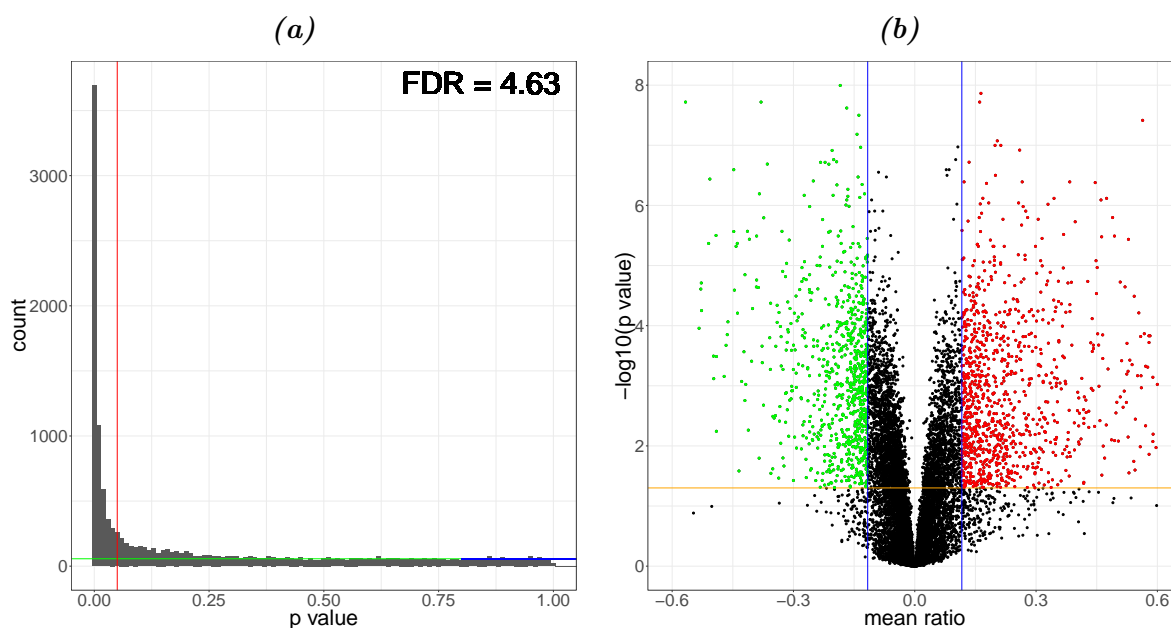 (a)
FDR = 4.63
count
3000
2000
1000
0
0.00 0.25 0.50 0.75 1.00
p value
(b)
−log10(p value)
8
6
4
2
0
−0.6 −0.3 0.0 0.3 0.6
mean ratio